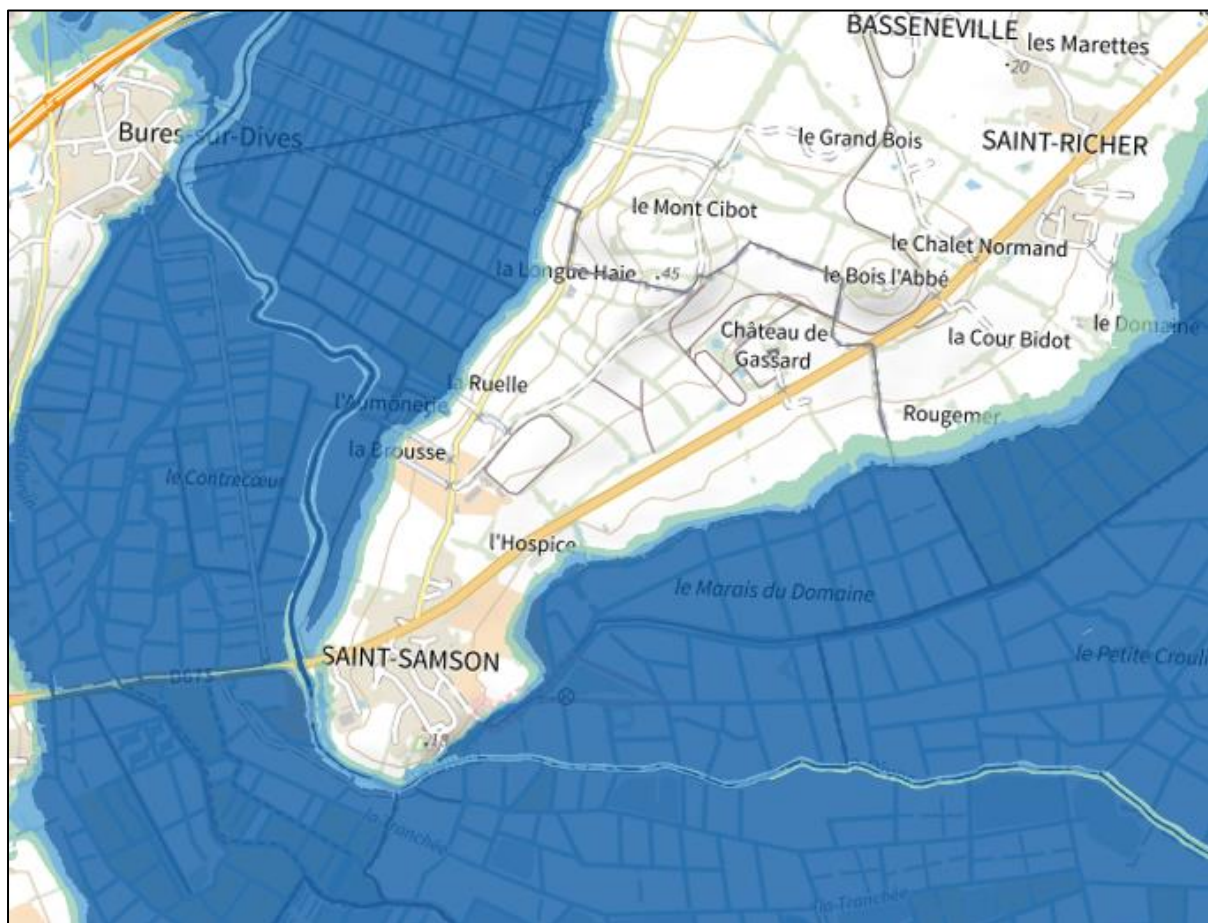 BASSENEVILLE
les Marettes
20
Bures-sur-Dives
le Grand Bois
SAINT-RICHER
le Mont Cibot
le Chalet Normand
la Longue Haie
45
le Bois l'Abbé
Château de
Gassard
le Domaine
la Cour Bidot
la Ruelle
l'Aumônerie
Rougemer
la Brousse
le Contrecœur
l'Hospice
le Marais du Domaine
SAINT-SAMSON
le Petite Crouli
D675
13
la Tranchée
la Tranchée